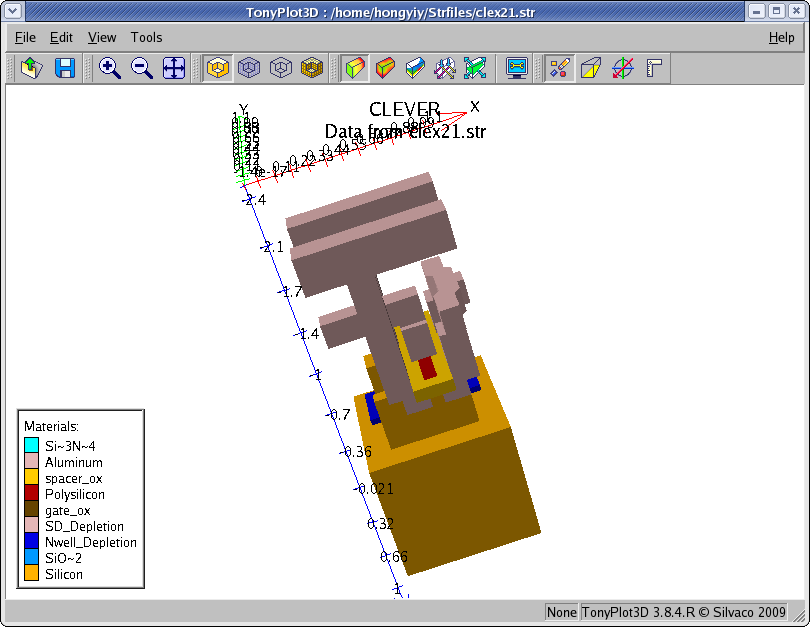 TonyPlot3D : /home/hongyiy/Strfiles/clex21.str
File Edit View Tools Help
CLEVER
Data from clex21.str
Y
X
-2.4
-2.1
-1.7
-1.4
-1
-0.7
-0.36
-0.021
0.32
0.66
1
Materials:
Si~3N~4
Aluminum
spacer_ox
Polysilicon
gate_ox
SD_Depletion
Nwell_Depletion
SiO~2
Silicon
None TonyPlot3D 3.8.4.R © Silvaco 2009